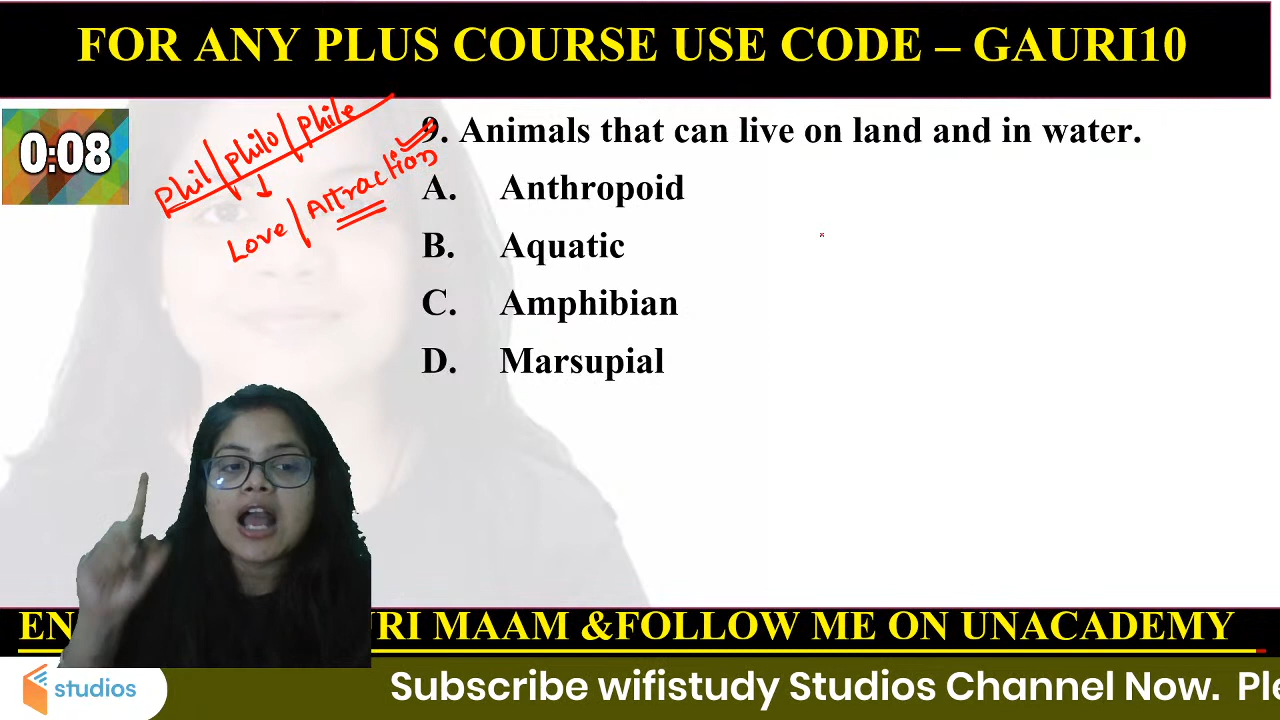 FOR ANY PLUS COURSE USE CODE – GAURI10
0:08
Phil/philo/phile
Love/Attraction
9. Animals that can live on land and in water.
A. Anthropoid
B. Aquatic
C. Amphibian
D. Marsupial
EN RI MAAM &FOLLOW ME ON UNACADEMY
studios
Subscribe wifistudy Studios Channel Now. Ple